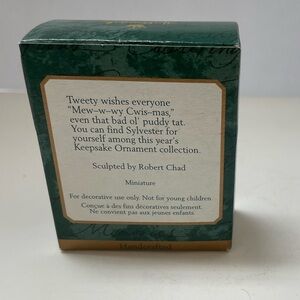 Tweety wishes everyone
"Mew-w-wy Cwis-mas,"
even that bad ol' puddy tat.
You can find Sylvester for
yourself among this year's
Keepsake Ornament collection.
Sculpted by Robert Chad
Miniature
For decorative use only. Not for young children
Conçue à des fins décoratives seulement.
Ne convient pas aux jeunes enfants.
Handcrafted